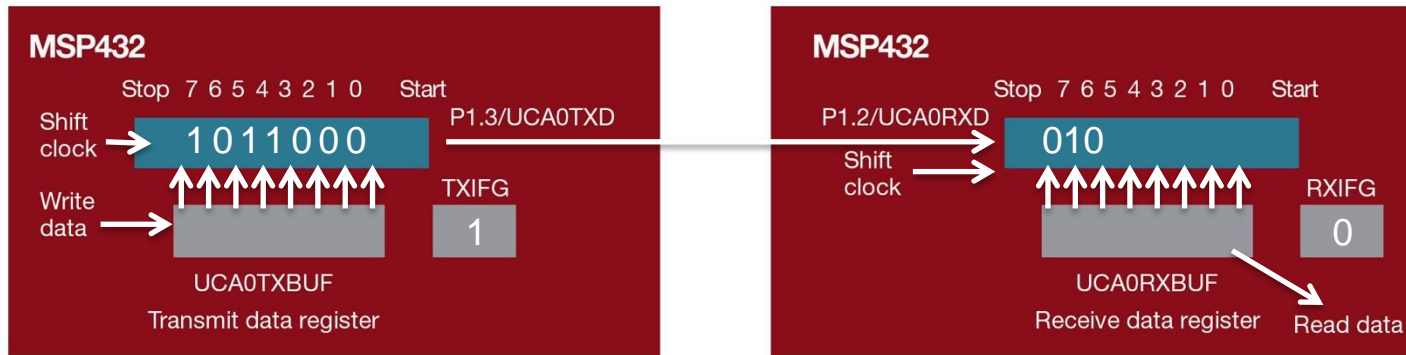 MSP432
Stop 7 6 5 4 3 2 1 0 Start
Shift clock
1011000
P1.3/UCA0TXD
Write data
TXIFG
1
UCA0TXBUF
Transmit data register
MSP432
Stop 7 6 5 4 3 2 1 0 Start
P1.2/UCA0RXD
010
Shift clock
RXIFG
0
UCA0RXBUF
Receive data register
Read data